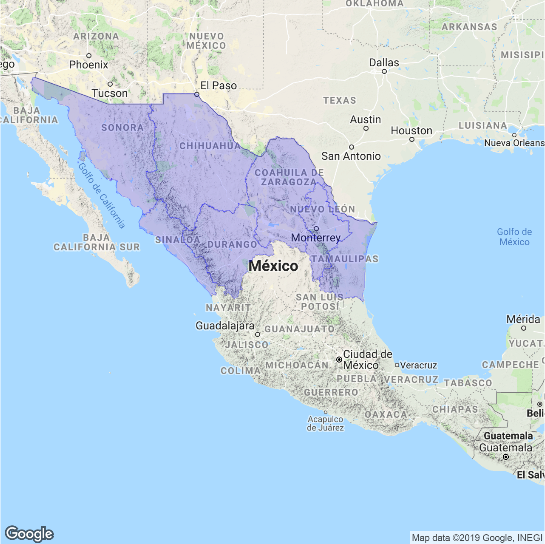 OKLAHOMA
ARIZONA
NUEVO
MÉXICO
ARKANSAS
Phoenix
Dallas
MISISIPI
ego
Tucson
El Paso
TEXAS
BAJA
CALIFORNIA
SONORA
Austin
LUISIANA
Houston
CHIHUAHUA
Nueva Orleans
San Antonio
Golfo de California
COAHUILA DE
ZARAGOZA
NUEVO LEÓN
Golfo de
México
BAJA
CALIFORNIA SUR
SINALOA
DURANGO
Monterrey
México
TAMAULIPAS
SAN LUIS
POTOSÍ
NAYARIT
Guadalajara
GUANAJUATO
Mérida
JALISCO
YUCAT
Ciudad de
México
MICHOACÁN
Veracruz
CAMPECHE
COLIMA
PUEBLA
VERACRUZ
TABASCO
GUERRERO
CHIAPAS
Beli
OAXACA
Acapulco
de Juárez
Guatemala
Guatemala
El Salv
Google
Map data ©2019 Google, INEGI